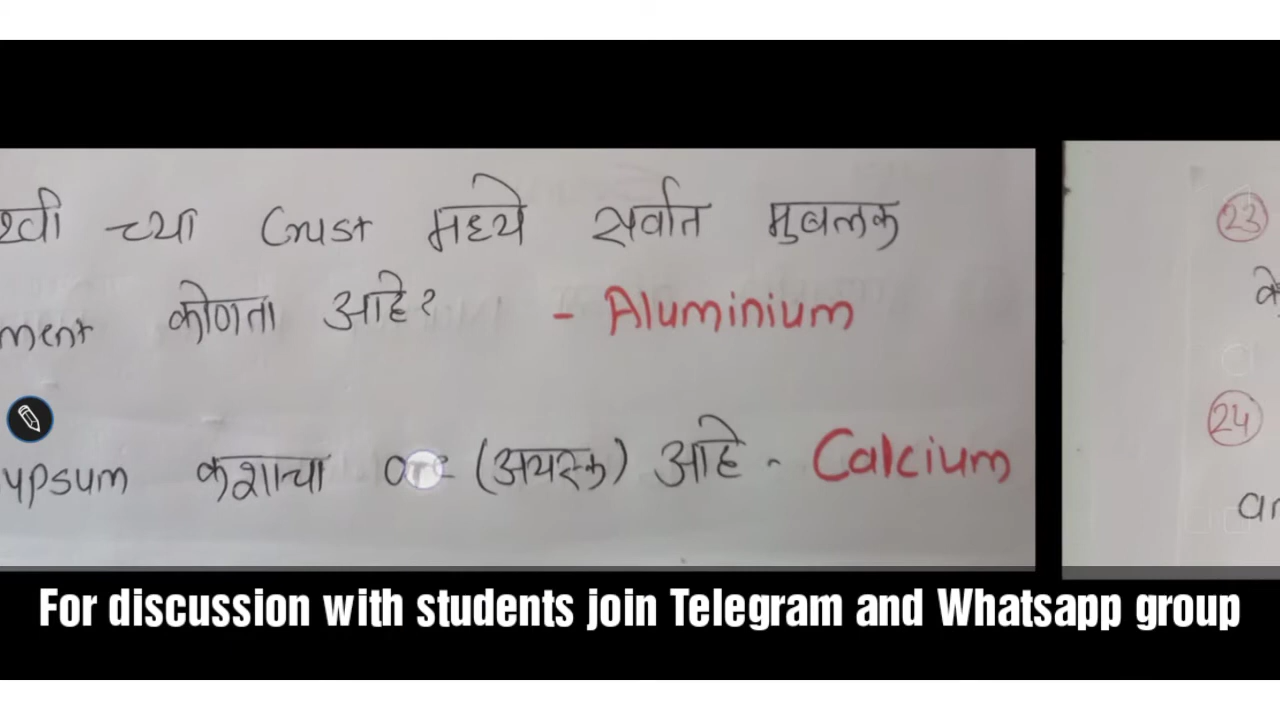 थ्वी च्या Crust मध्ये सर्वात मुबलक
ment कोणता आहे? - Aluminium
ypsum कशाचा ore (अयस्क) आहे - Calcium
23
24
For discussion with students join Telegram and Whatsapp group